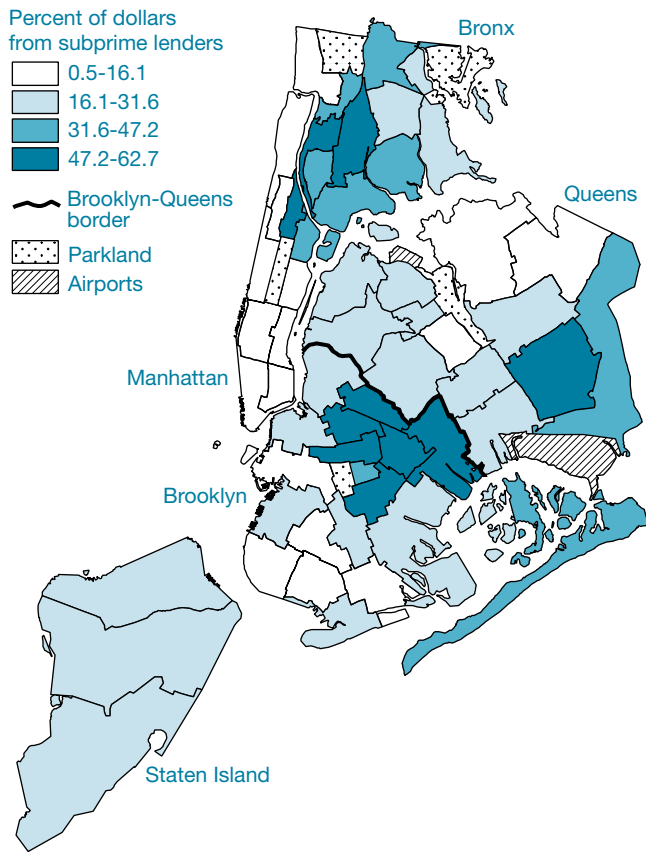 Percent of dollars
from subprime lenders
0.5-16.1
16.1-31.6
31.6-47.2
47.2-62.7
Brooklyn-Queens
border
Parkland
Airports
Bronx
Queens
Manhattan
Brooklyn
Staten Island